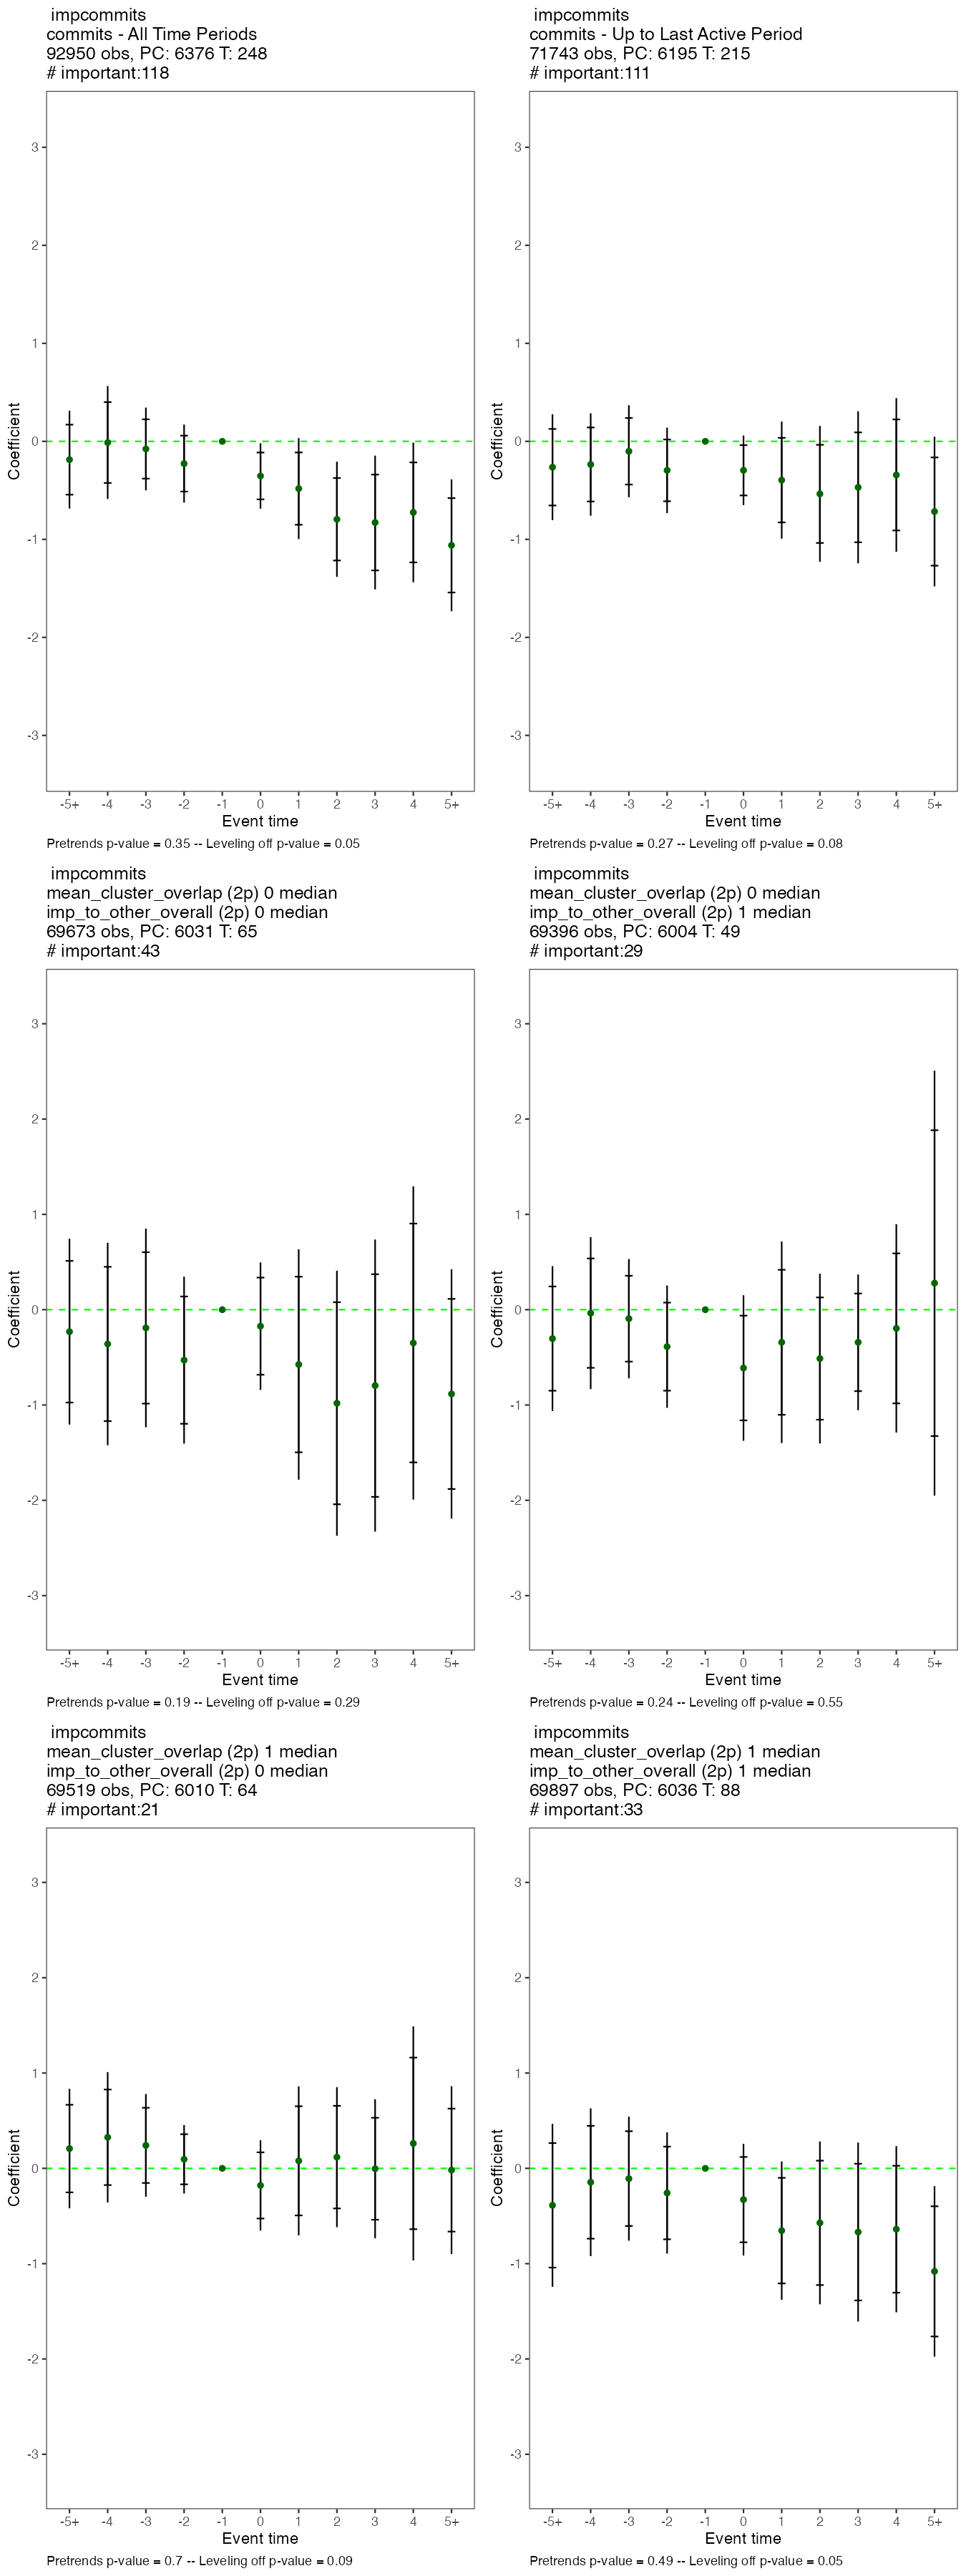 impcommits
commits - All Time Periods
92950 obs, PC: 6376 T: 248
# important:118
3
2
1
0
-1
-2
-3
Coefficient
-5+ -4 -3 -2 -1 0 1 2 3 4 5+
Event time
Pretrends p-value = 0.35 -- Leveling off p-value = 0.05
impcommits
commits - Up to Last Active Period
71743 obs, PC: 6195 T: 215
# important:111
3
2
1
0
-1
-2
-3
Coefficient
-5+ -4 -3 -2 -1 0 1 2 3 4 5+
Event time
Pretrends p-value = 0.27 -- Leveling off p-value = 0.08
impcommits
mean_cluster_overlap (2p) 0 median
imp_to_other_overall (2p) 0 median
69673 obs, PC: 6031 T: 65
# important:43
3
2
1
0
-1
-2
-3
Coefficient
-5+ -4 -3 -2 -1 0 1 2 3 4 5+
Event time
Pretrends p-value = 0.19 -- Leveling off p-value = 0.29
impcommits
mean_cluster_overlap (2p) 0 median
imp_to_other_overall (2p) 1 median
69396 obs, PC: 6004 T: 49
# important:29
3
2
1
0
-1
-2
-3
Coefficient
-5+ -4 -3 -2 -1 0 1 2 3 4 5+
Event time
Pretrends p-value = 0.24 -- Leveling off p-value = 0.55
impcommits
mean_cluster_overlap (2p) 1 median
imp_to_other_overall (2p) 0 median
69519 obs, PC: 6010 T: 64
# important:21
3
2
1
0
-1
-2
-3
Coefficient
-5+ -4 -3 -2 -1 0 1 2 3 4 5+
Event time
Pretrends p-value = 0.7 -- Leveling off p-value = 0.09
impcommits
mean_cluster_overlap (2p) 1 median
imp_to_other_overall (2p) 1 median
69897 obs, PC: 6036 T: 88
# important:33
3
2
1
0
-1
-2
-3
Coefficient
-5+ -4 -3 -2 -1 0 1 2 3 4 5+
Event time
Pretrends p-value = 0.49 -- Leveling off p-value = 0.05